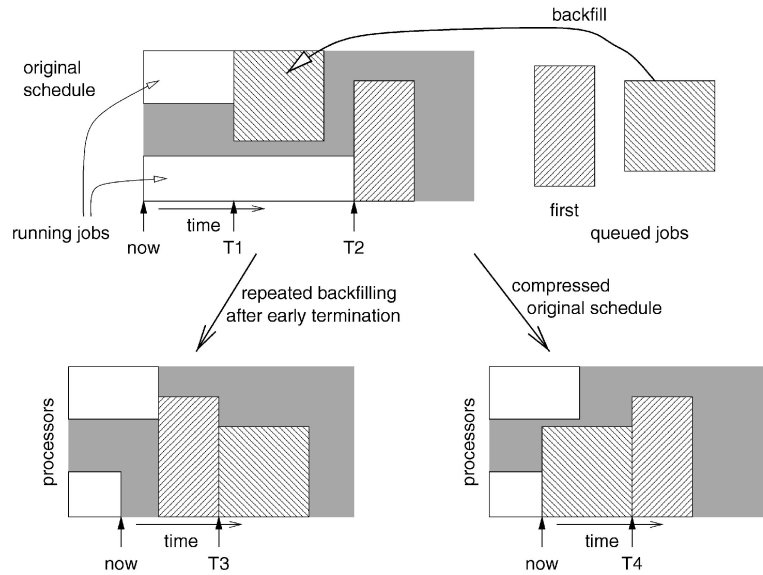 backfill
original
schedule
first
time
running jobs
now
T1
T2
queued jobs
repeated backfilling
after early termination
compressed
original schedule
processors
time
now
T3
processors
time
now
T4